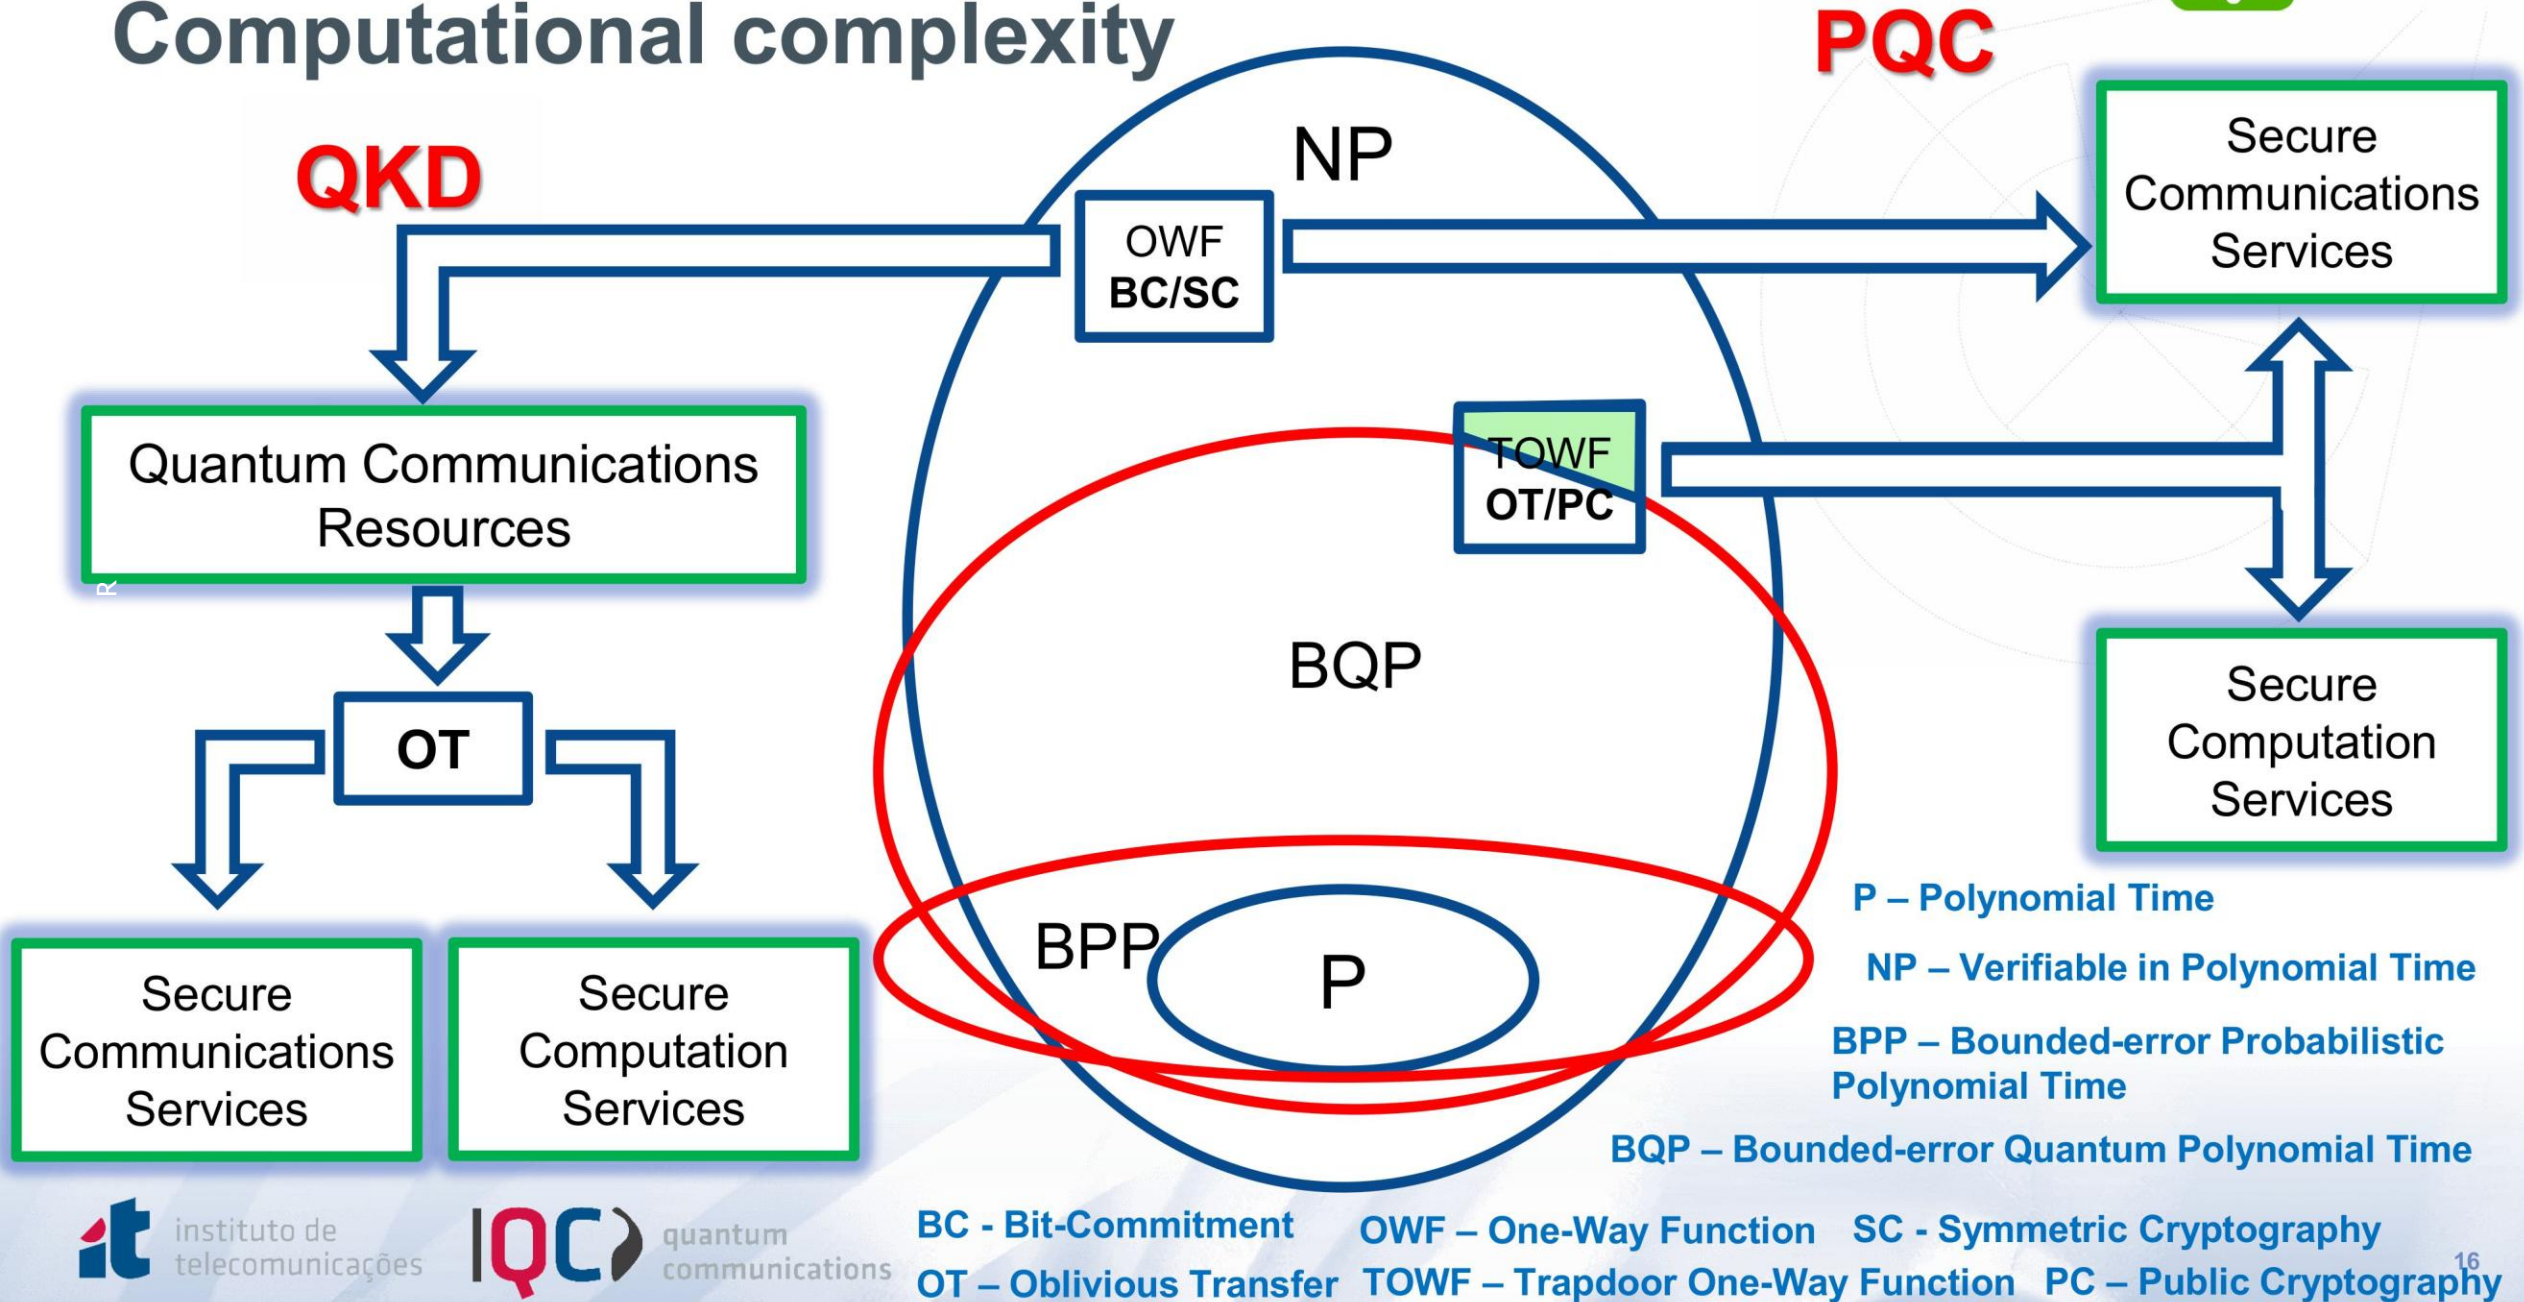 Computational complexity
PQC
QKD
NP
Secure
Communications
Services
OWF
BC/SC
Quantum Communications
Resources
R
TOWF
OT/PC
BQP
OT
Secure
Computation
Services
BPP
P
Secure
Communications
Services
Secure
Computation
Services
P – Polynomial Time
NP – Verifiable in Polynomial Time
BPP – Bounded-error Probabilistic
Polynomial Time
BQP – Bounded-error Quantum Polynomial Time
it instituto de
telecomunicações
IQC) quantum
communications
BC - Bit-Commitment OWF – One-Way Function SC - Symmetric Cryptography
OT – Oblivious Transfer TOWF – Trapdoor One-Way Function PC – Public Cryptography
16